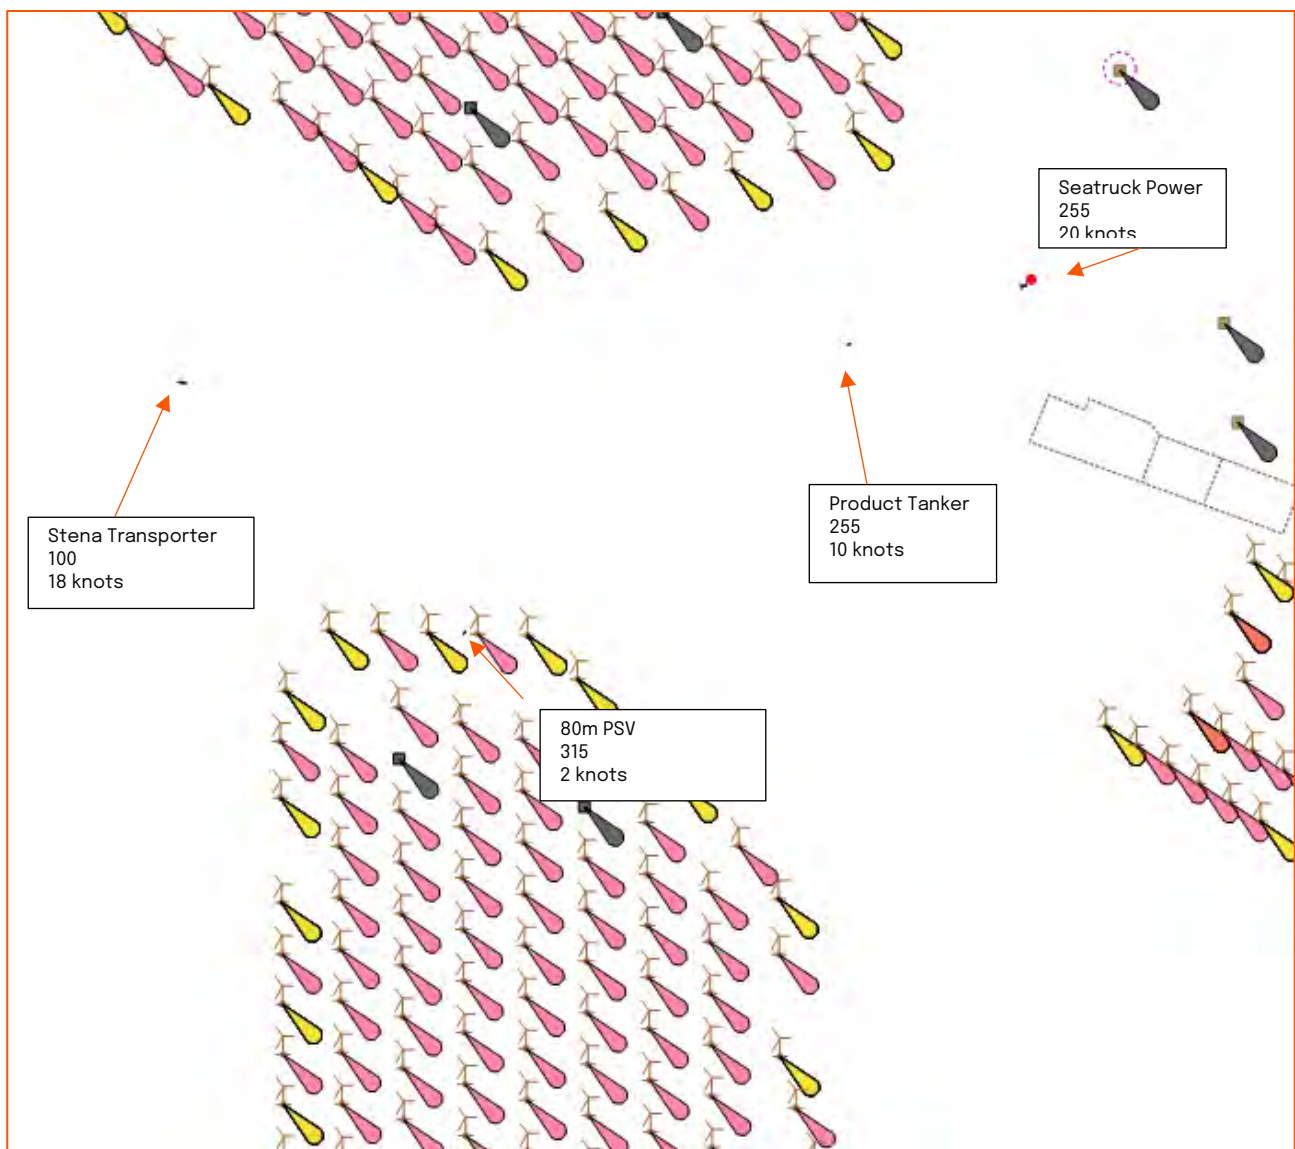 Seatruck Power
255
20 knots
Product Tanker
255
10 knots
Stena Transporter
100
18 knots
80m PSV
315
2 knots